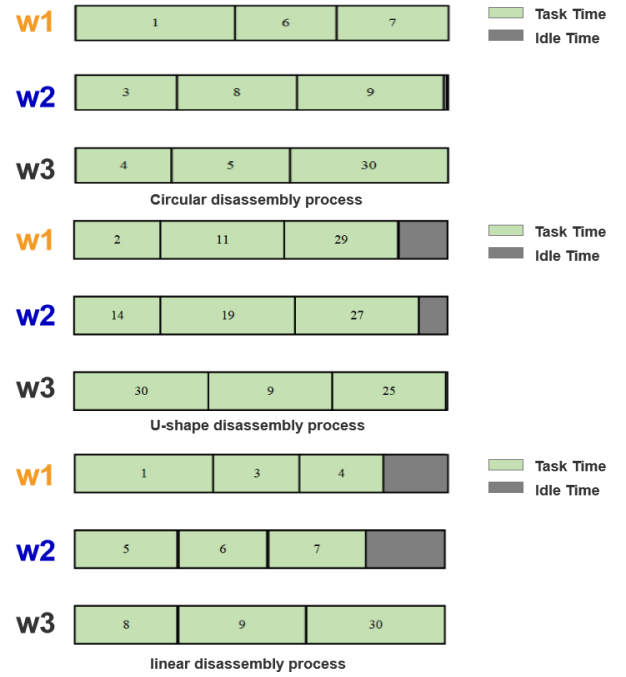 w1 1 6 7 Task Time
Idle Time
w2 3 8 9
w3 4 5 30
Circular disassembly process
w1 2 11 29 Task Time
Idle Time
w2 14 19 27
w3 30 9 25
U-shape disassembly process
w1 1 3 4 Task Time
Idle Time
w2 5 6 7
w3 8 9 30
linear disassembly process